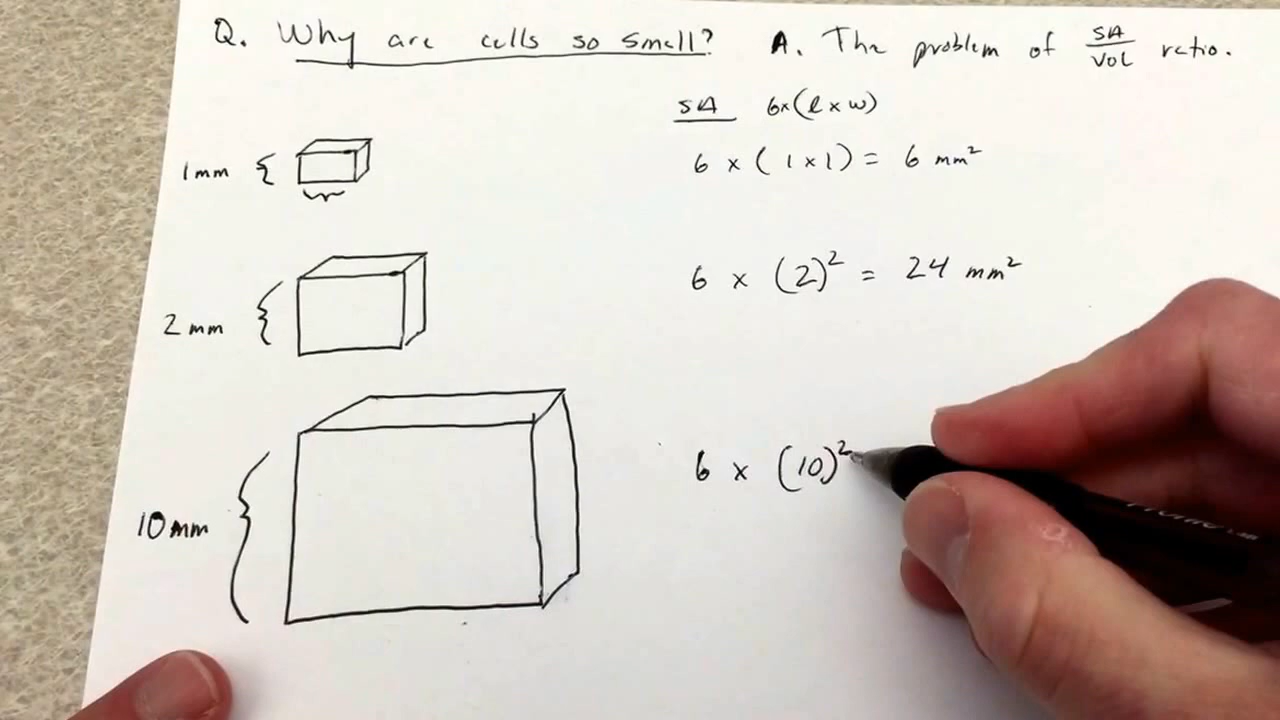 Q. Why are cells so small? A. The problem of SA/VOL ratio.
SA 6x(l x w)
1mm 6 x (1x1) = 6 mm²
2mm 6 x (2)² = 24 mm²
10mm 6 x (10)²